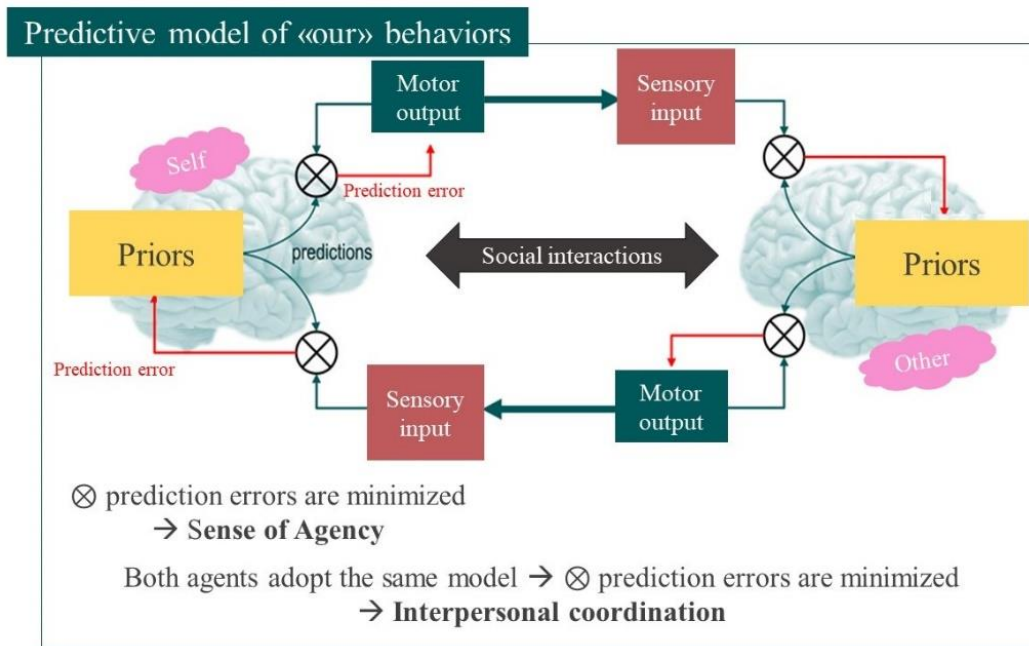 Predictive model of «our» behaviors
Motor
output
Sensory
input
Self
Prediction error
Priors
predictions
Social interactions
Priors
Prediction error
Other
Sensory
input
Motor
output
⊗ prediction errors are minimized
→ Sense of Agency
Both agents adopt the same model → ⊗ prediction errors are minimized
→ Interpersonal coordination